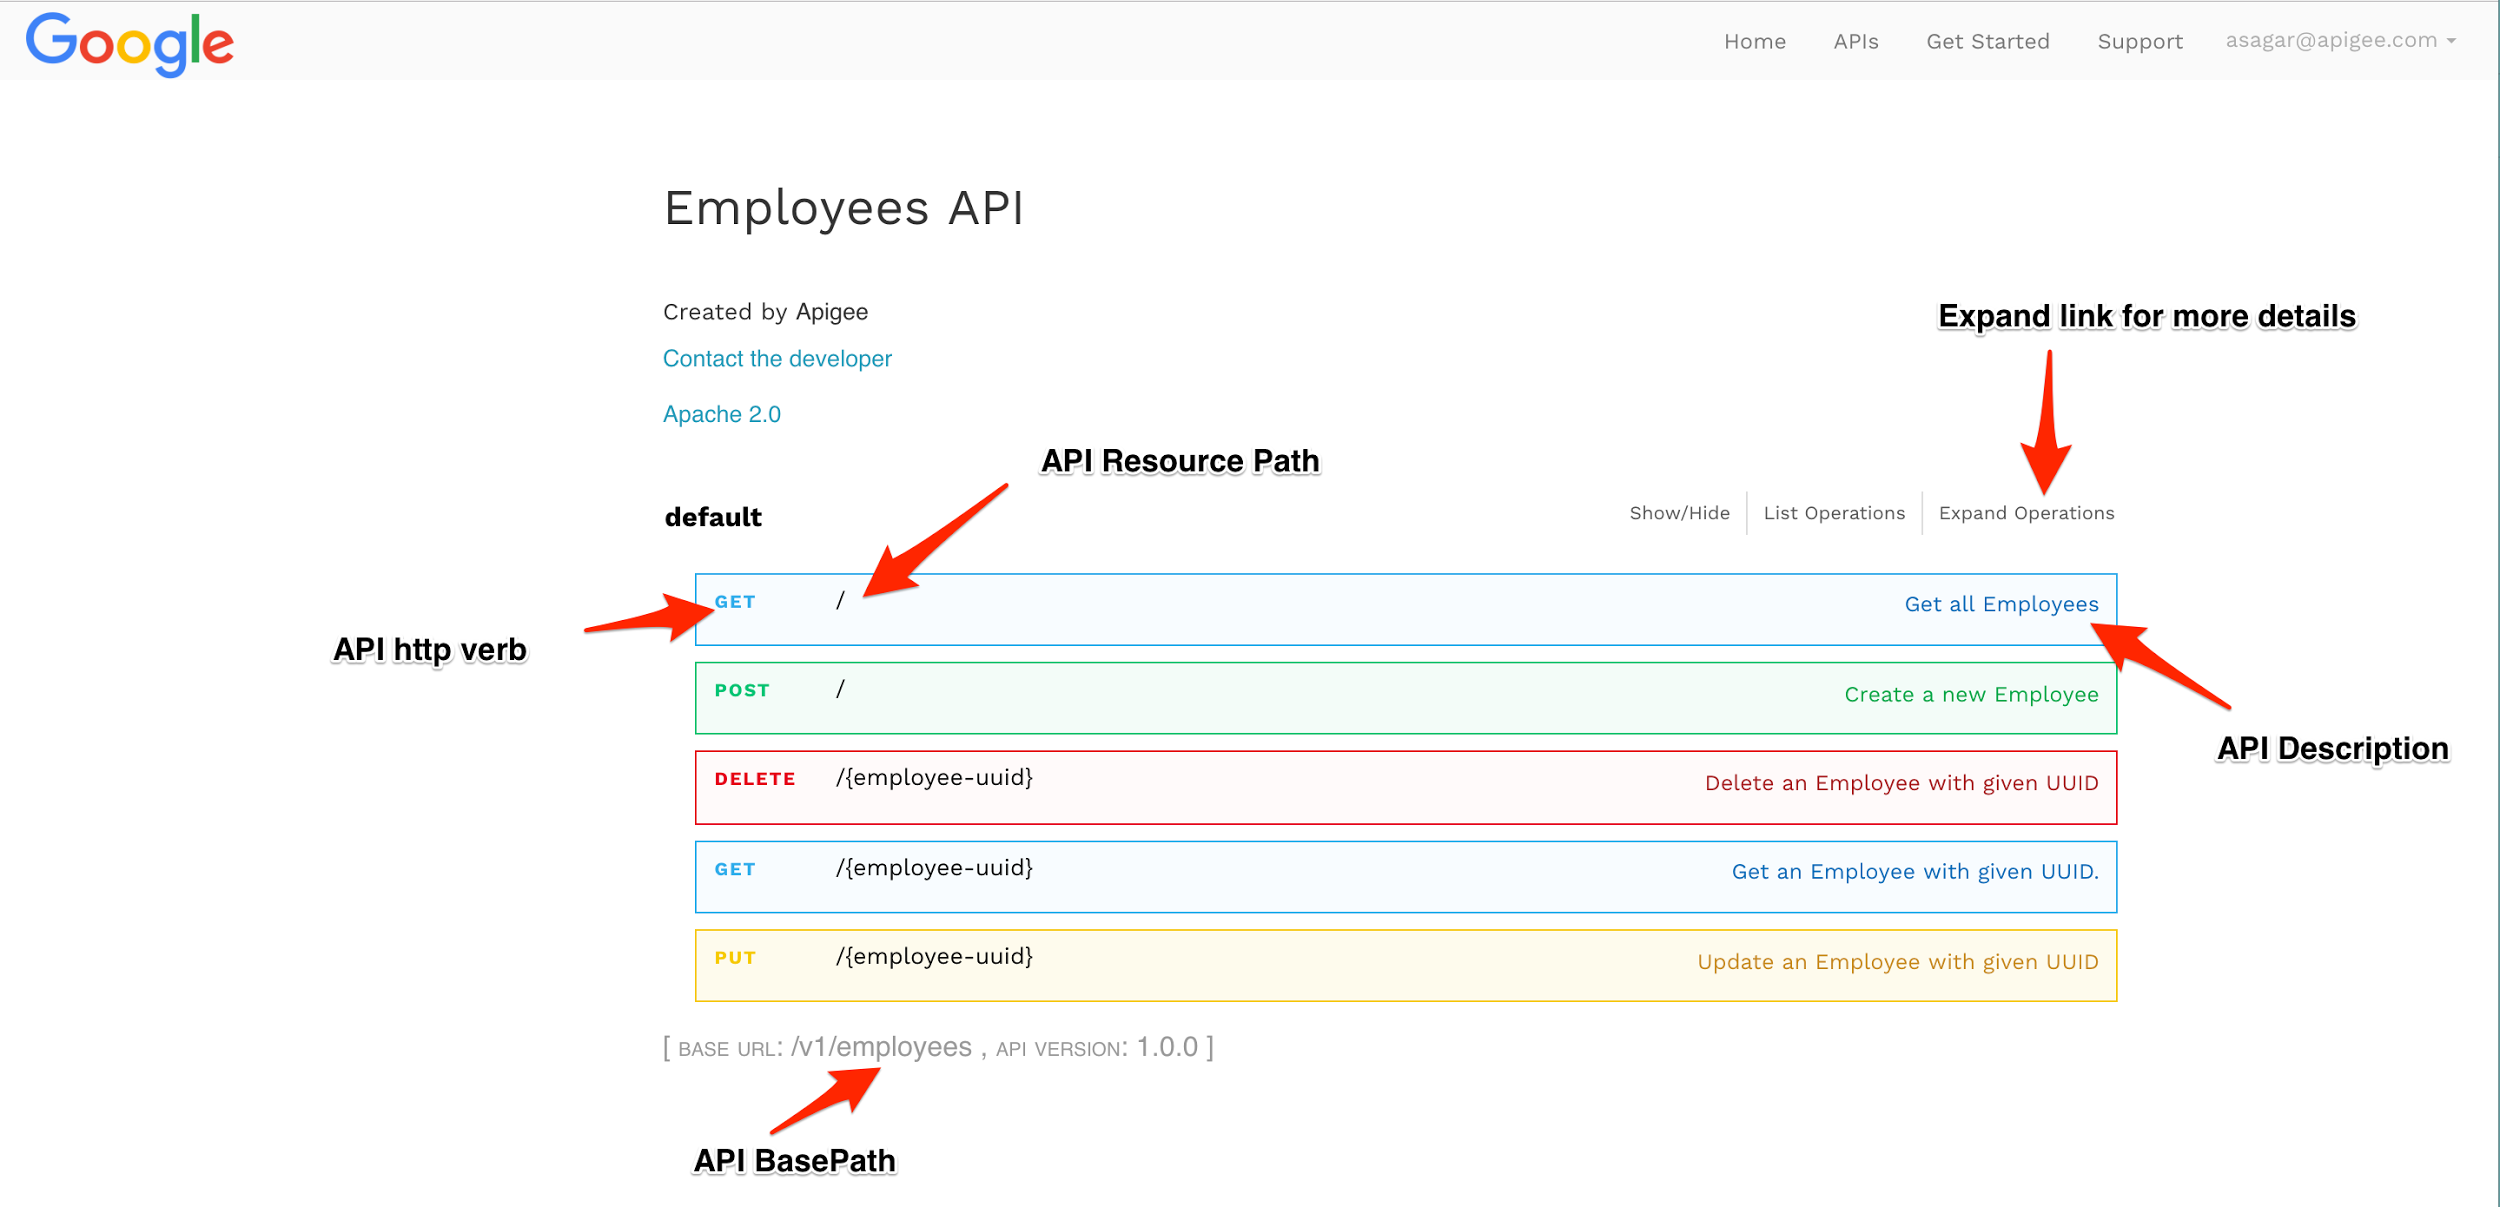 Google
Home APIs Get Started Support asagar@apigee.com
Employees API
Created by Apigee
Expand link for more details
Contact the developer
Apache 2.0
API Resource Path
default
Show/Hide List Operations Expand Operations
GET / Get all Employees
API http verb
POST / Create a new Employee
API Description
DELETE /{employee-uuid} Delete an Employee with given UUID
GET /{employee-uuid} Get an Employee with given UUID.
PUT /{employee-uuid} Update an Employee with given UUID
[ BASE URL: /v1/employees , API VERSION: 1.0.0 ]
API BasePath